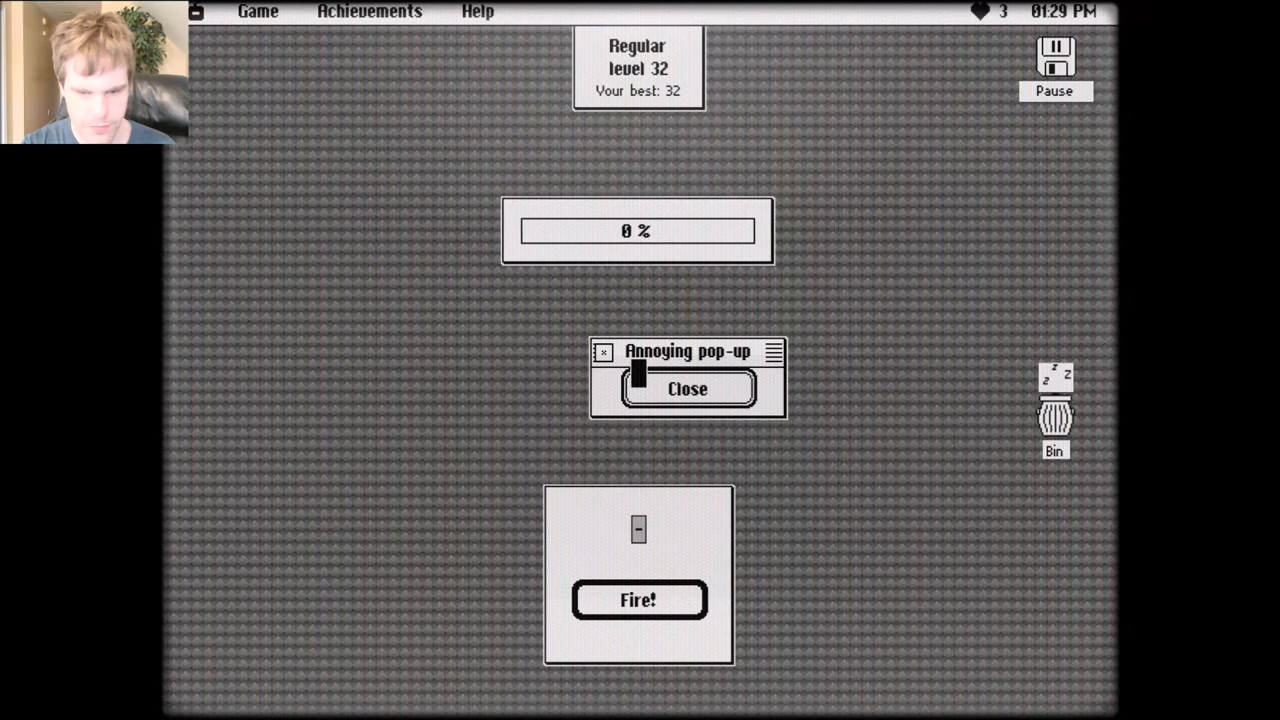 Game Achievements Help 3 01:29 PM
Regular
level 32
Your best: 32
Pause
0 %
Annoying pop-up
Close
z z z
Bin
-
Fire!